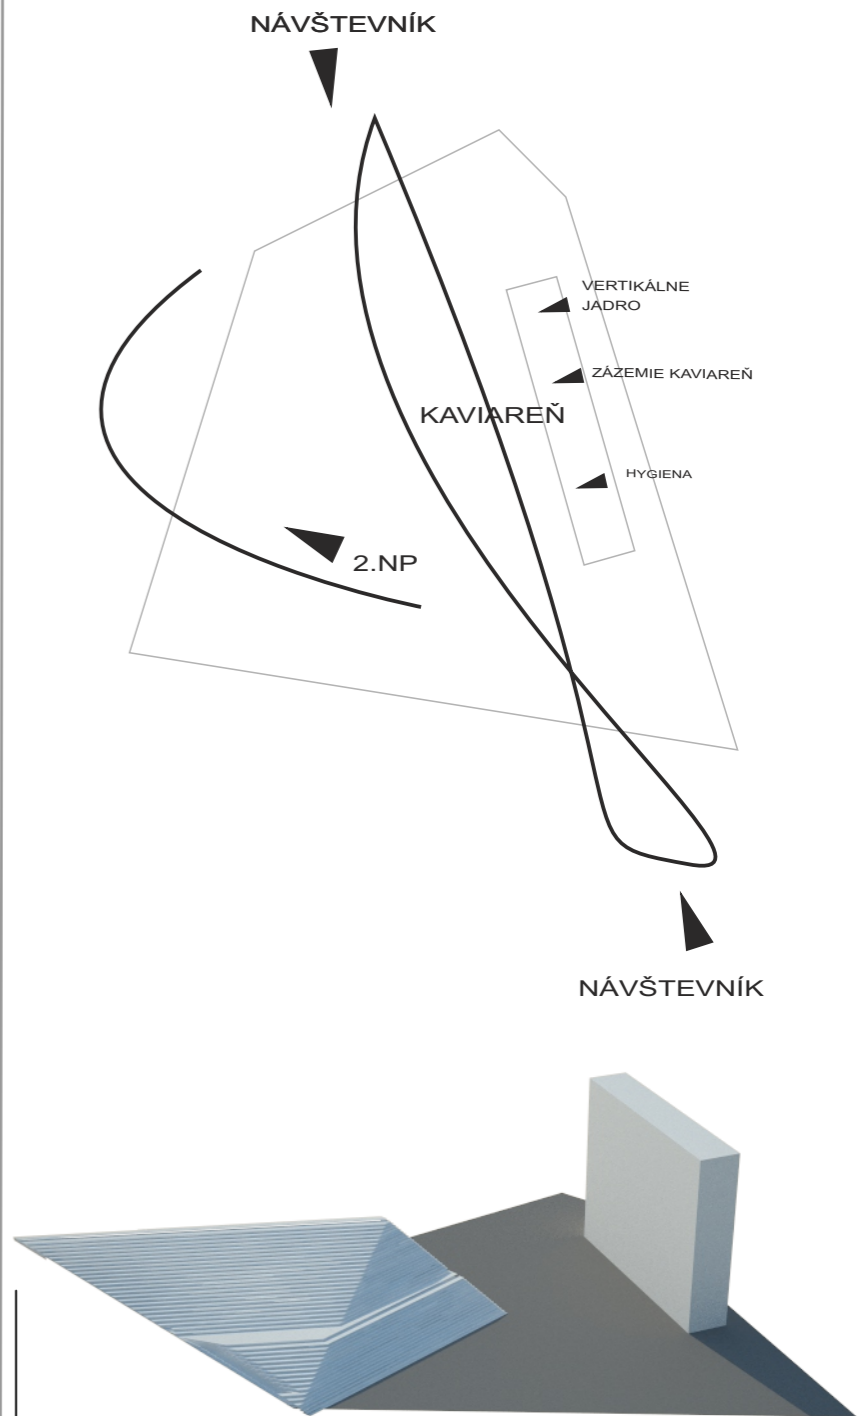 NÁVŠTEVNÍK
VERTIKÁLNE
JADRO
ZÁZEMIE KAVIAREŇ
KAVIAREŇ
HYGIENA
2.NP
NÁVŠTEVNÍK